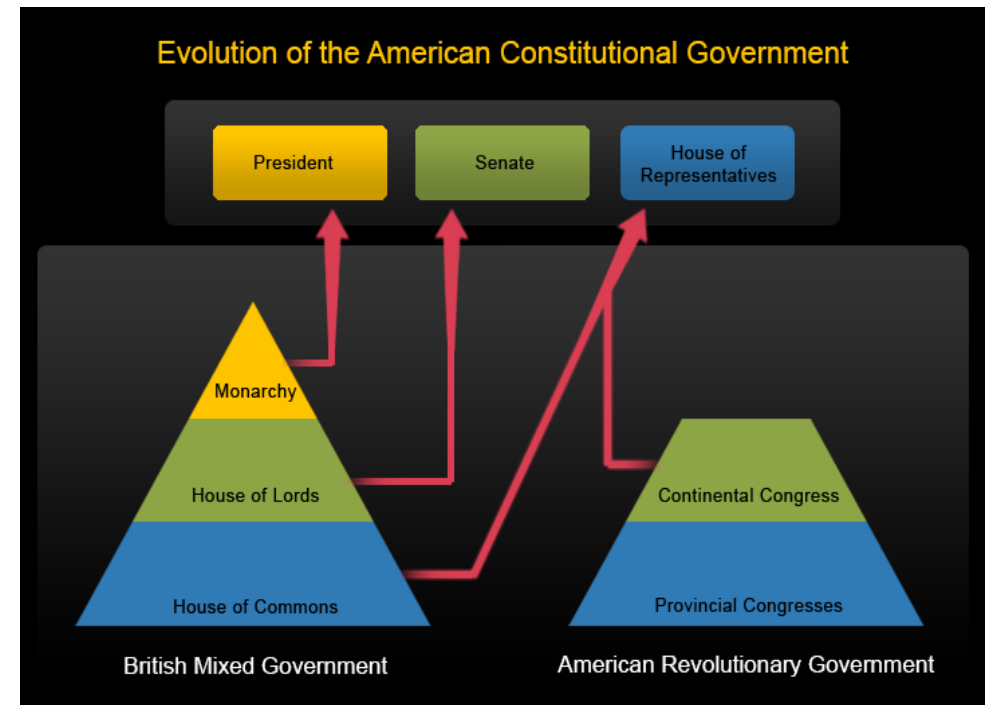 Evolution of the American Constitutional Government
President
Senate
House of
Representatives
Monarchy
House of Lords
House of Commons
Continental Congress
Provincial Congresses
British Mixed Government
American Revolutionary Government